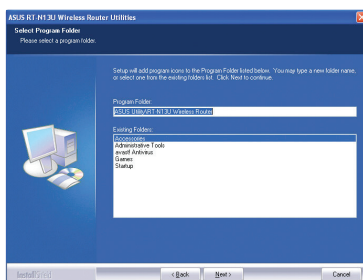 ASUS RT-N13U Wireless Router Utilities
Select Program Folder
Please select a program folder.
Setup will add program icons to the Program Folder listed below. You may type a new folder name, or select one from the existing folders list. Click Next to continue.
Program Folder:
ASUS Utility\RT-N13U Wireless Router
Existing Folders:
Accessories
Administrative Tools
avast! Antivirus
Games
Startup
InstallShield
< Back
Next >
Cancel